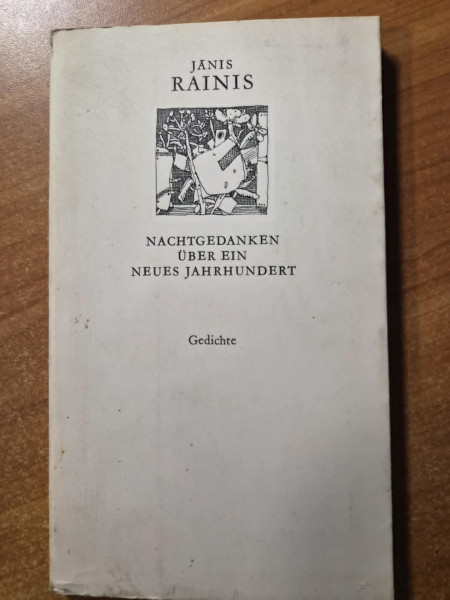 JĀNIS
RAINIS
NACHTGEDANKEN
ÜBER EIN
NEUES JAHRHUNDERT
Gedichte